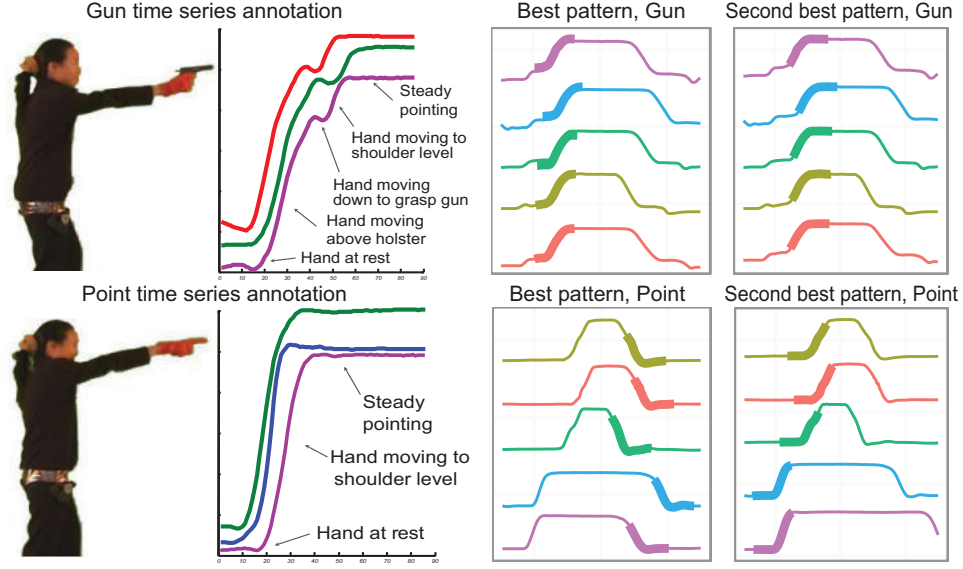 Gun time series annotation
Steady
pointing
Hand moving to
shoulder level
Hand moving
down to grasp gun
Hand moving
above holster
Hand at rest
0 10 20 30 40 50 60 70 80 90
Best pattern, Gun
Second best pattern, Gun
Point time series annotation
Steady
pointing
Hand moving to
shoulder level
Hand at rest
0 10 20 30 40 50 60 70 80 90
Best pattern, Point
Second best pattern, Point